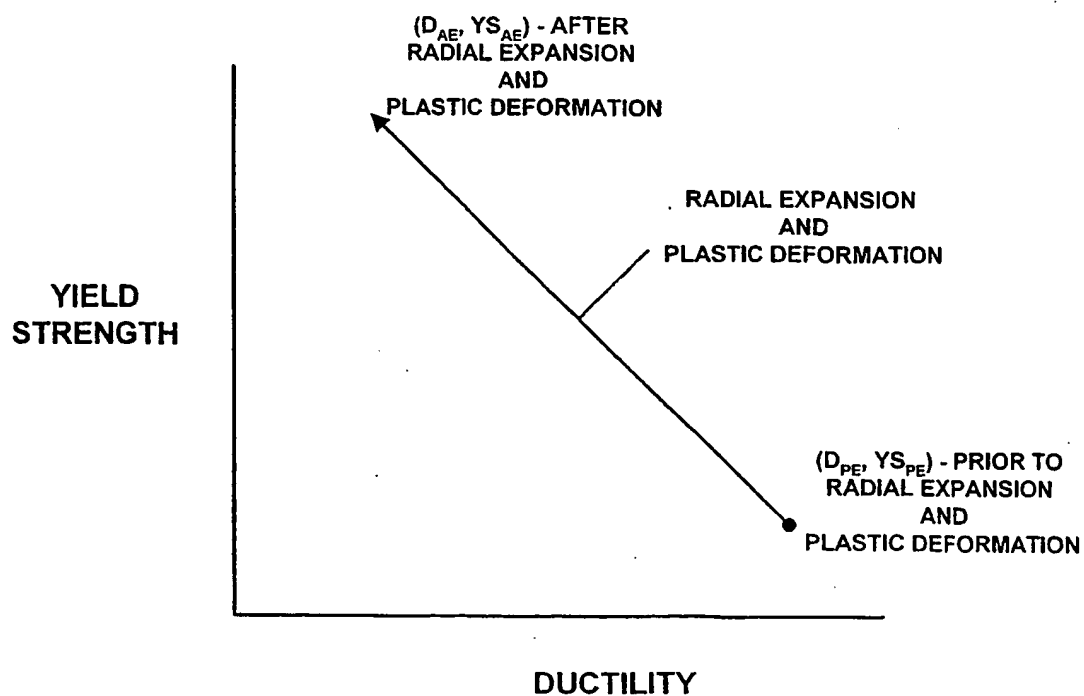 (D_AE, YS_AE) - AFTER
RADIAL EXPANSION
AND
PLASTIC DEFORMATION
RADIAL EXPANSION
AND
PLASTIC DEFORMATION
YIELD
STRENGTH
(D_PE, YS_PE) - PRIOR TO
RADIAL EXPANSION
AND
PLASTIC DEFORMATION
DUCTILITY